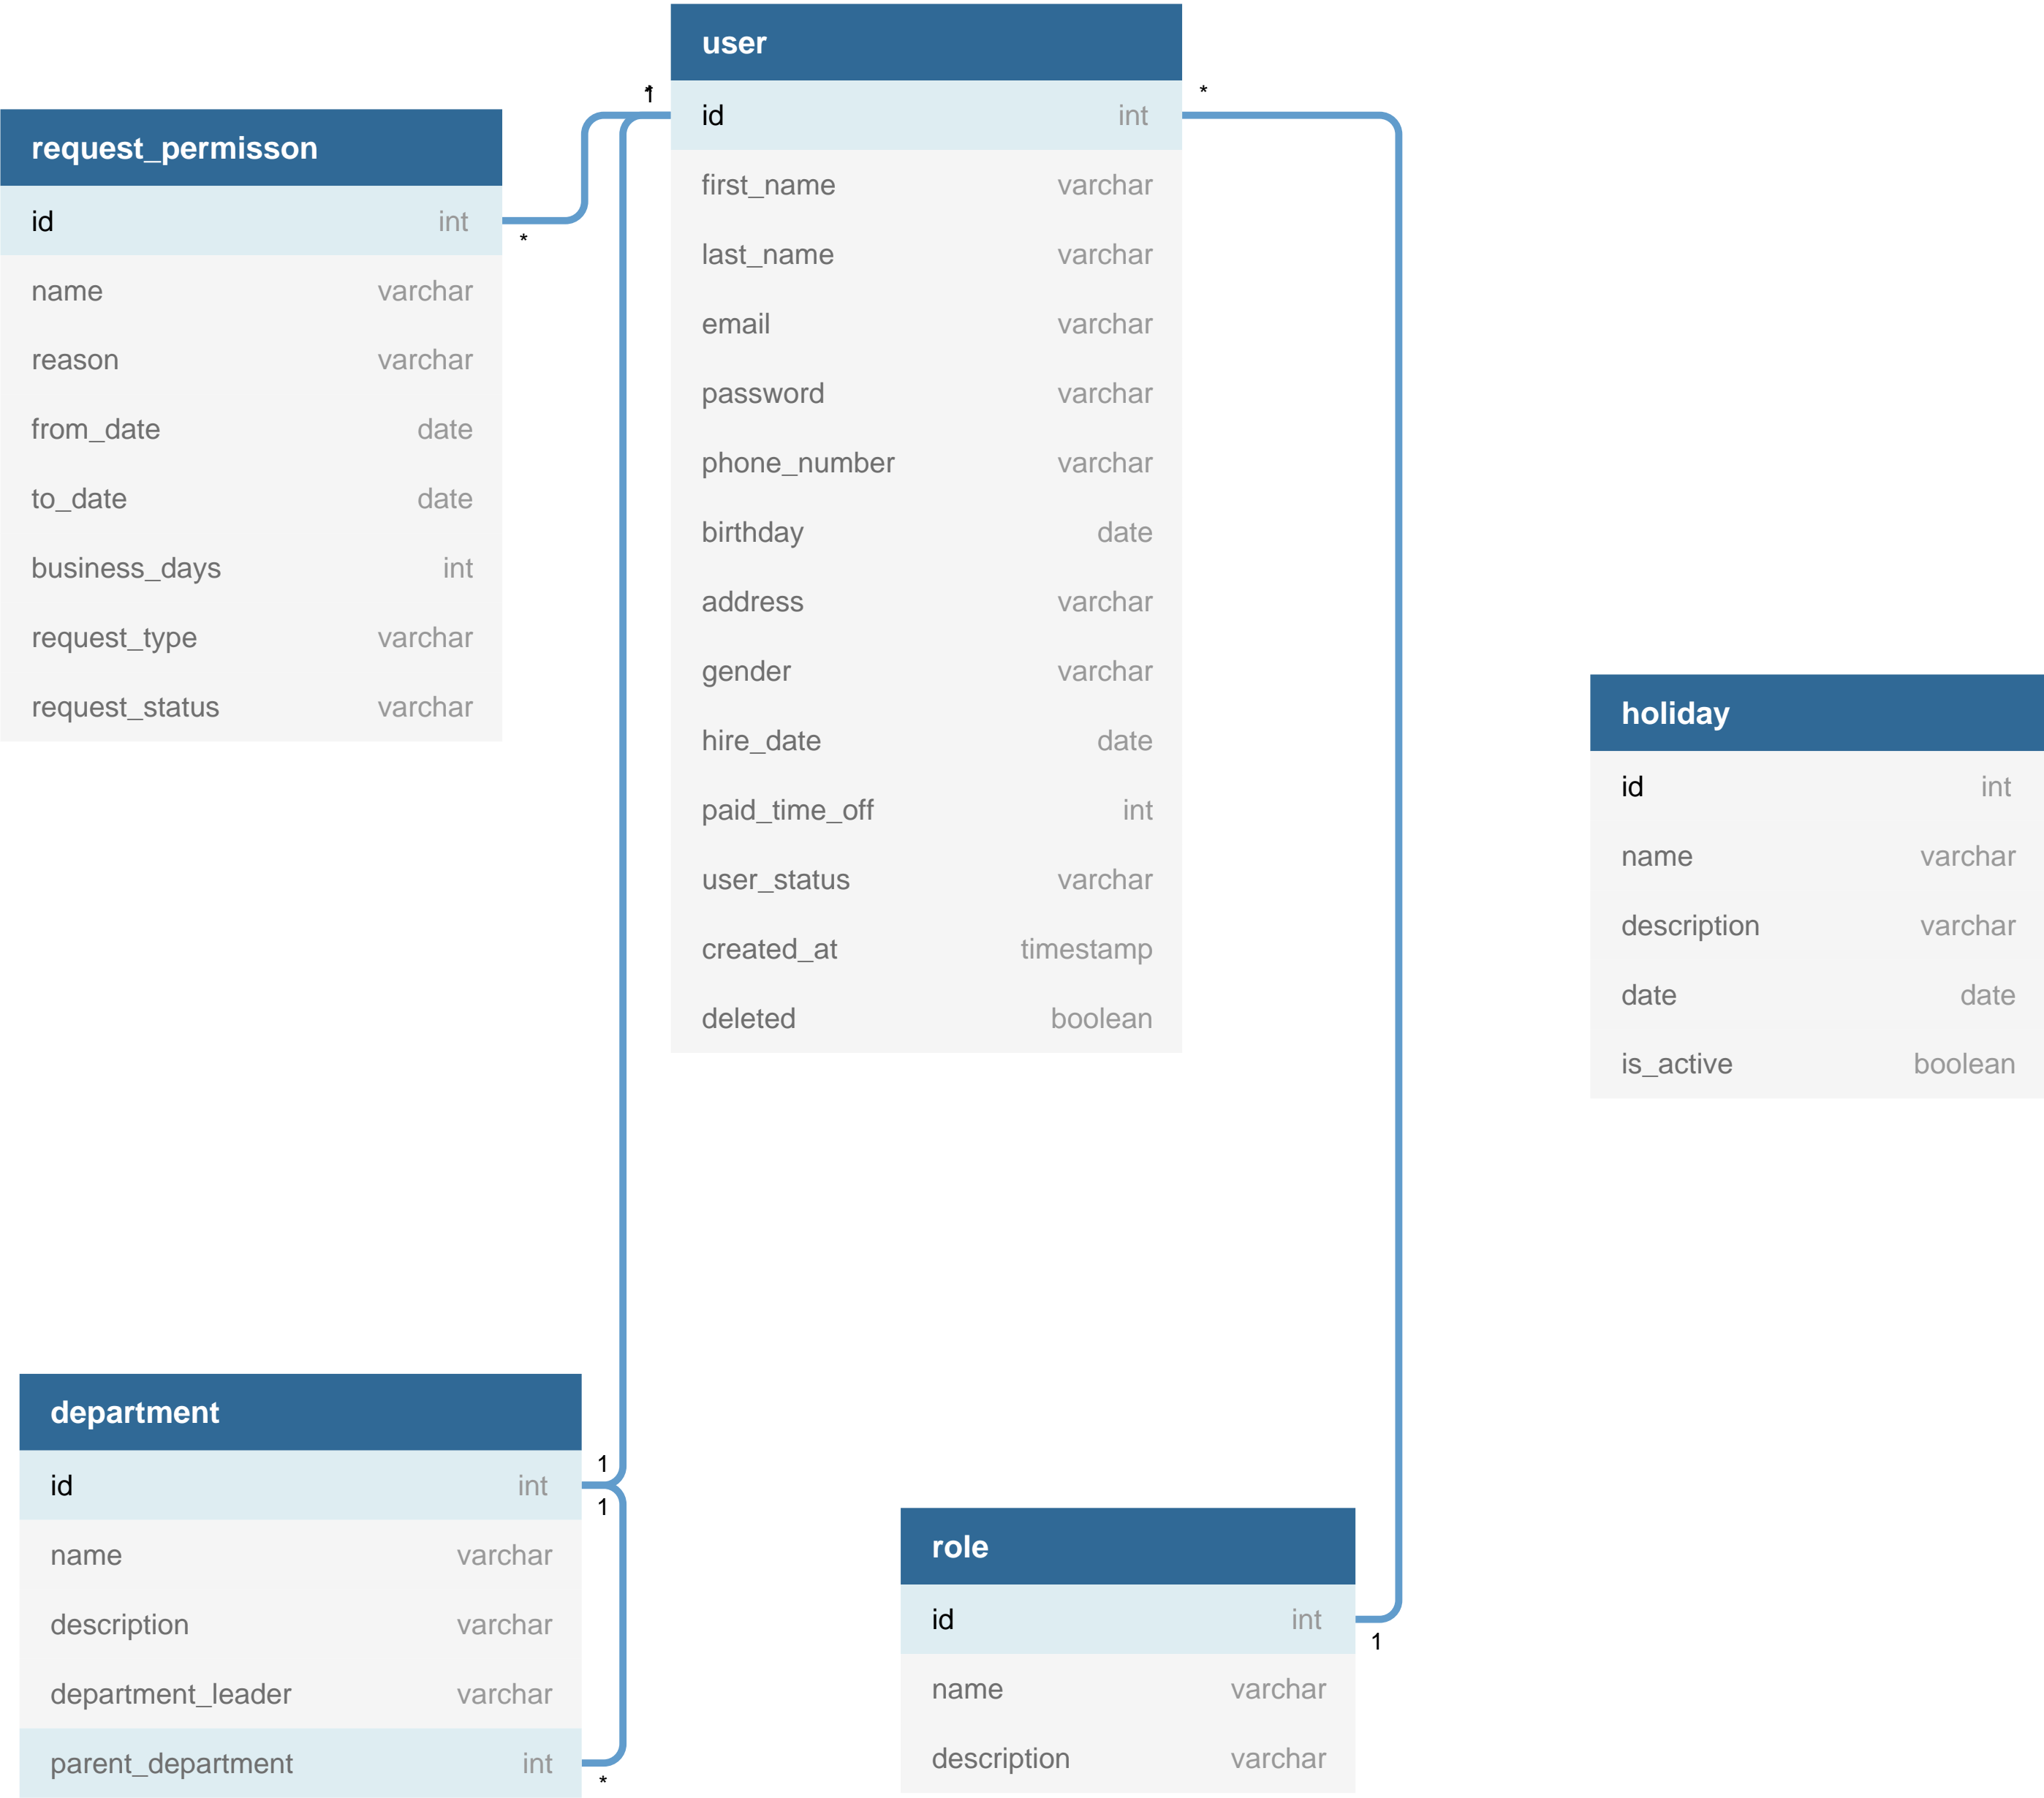 user
* 1
*
id int
first_name varchar
last_name varchar
email varchar
password varchar
phone_number varchar
birthday date
address varchar
gender varchar
hire_date date
paid_time_off int
user_status varchar
created_at timestamp
deleted boolean
request_permisson
id int
*
name varchar
reason varchar
from_date date
to_date date
business_days int
request_type varchar
request_status varchar
holiday
id int
name varchar
description varchar
date date
is_active boolean
department
1
id int
1
name varchar
description varchar
department_leader varchar
parent_department int
*
role
id int
1
name varchar
description varchar